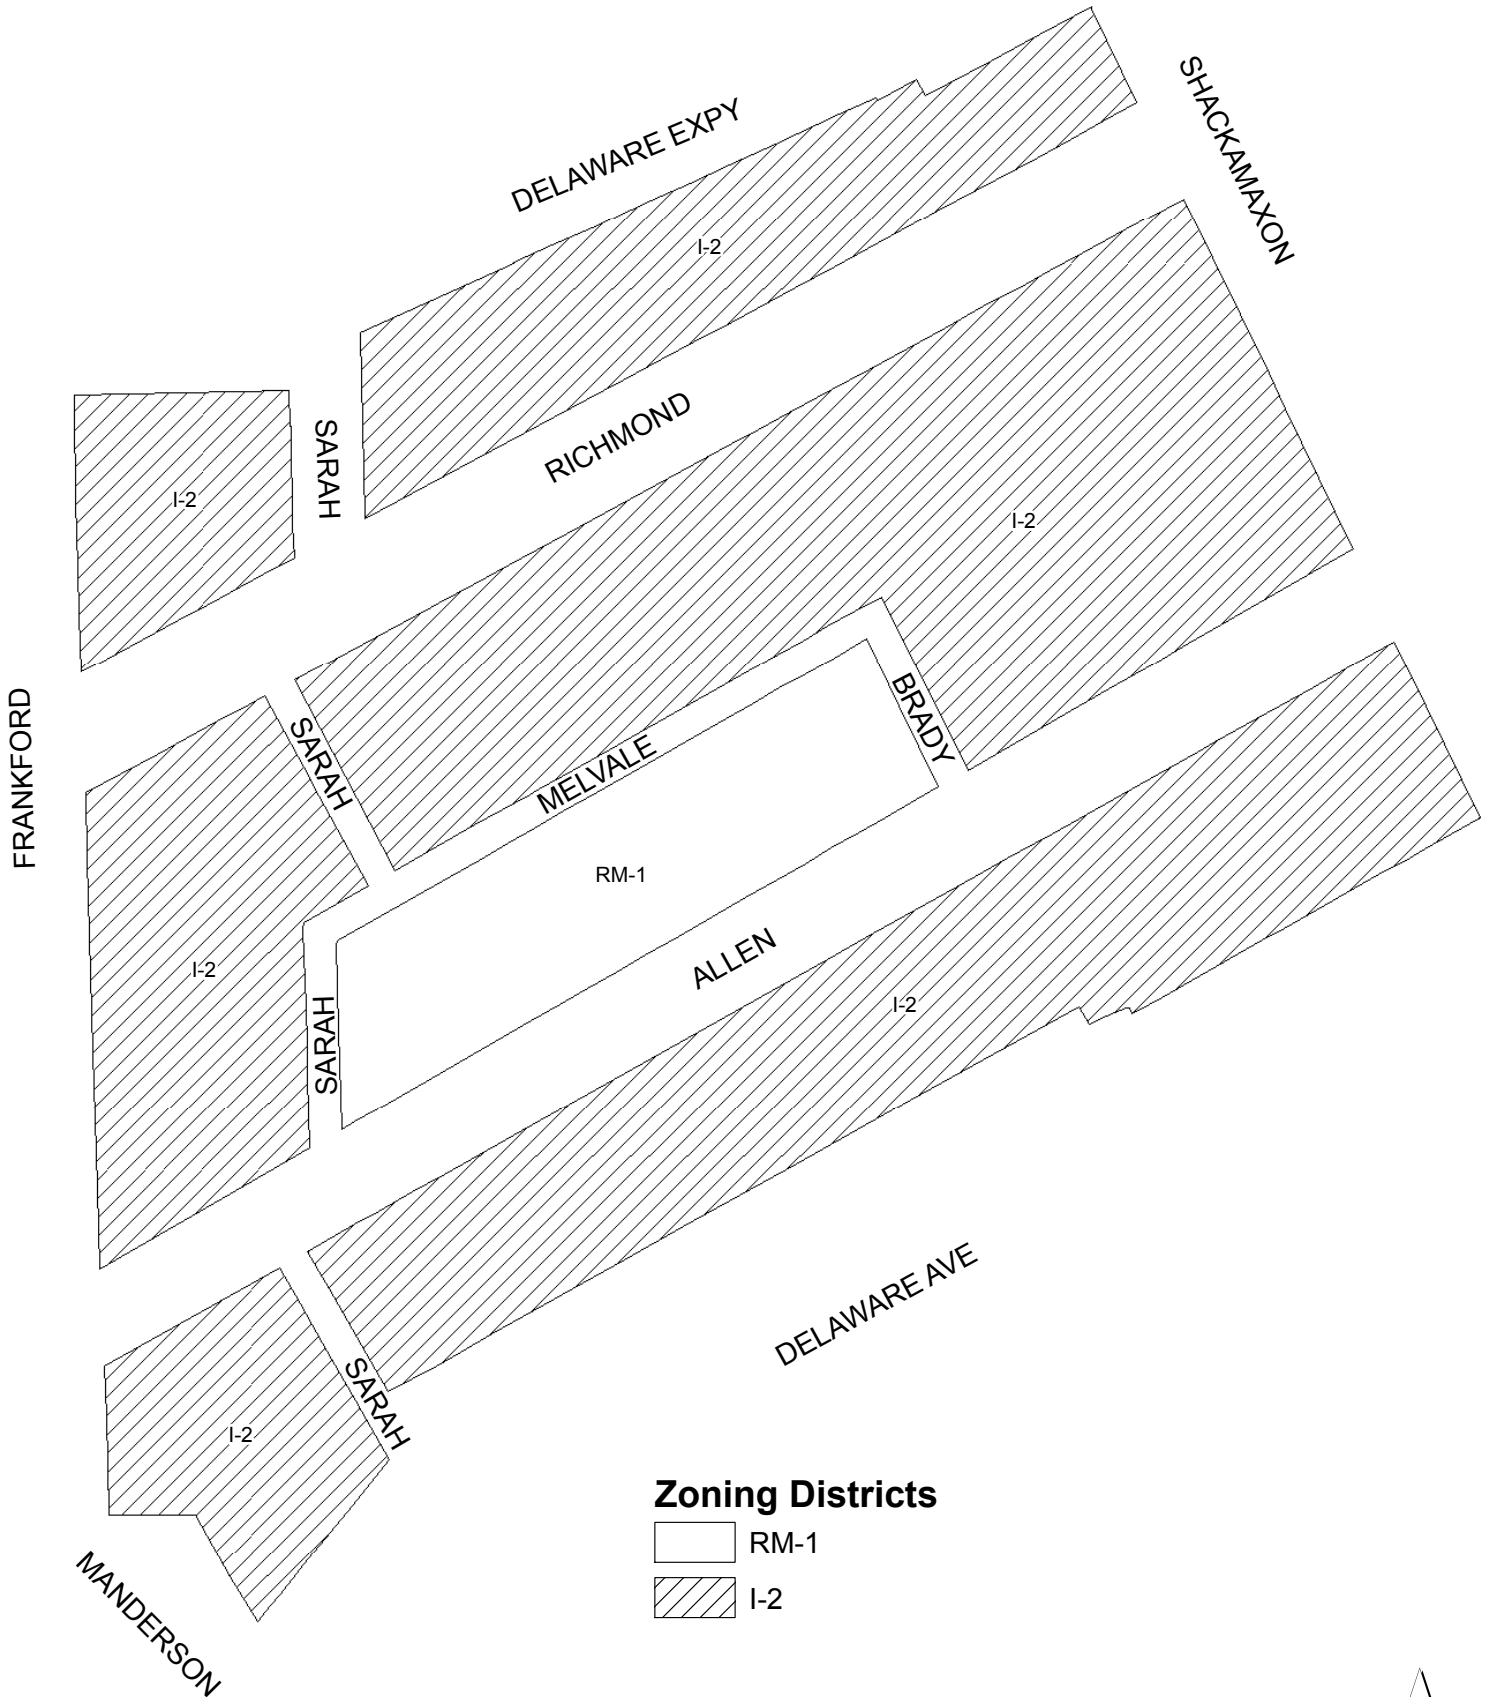 SHACKAMAXON
DELAWARE EXPY
I-2
RICHMOND
SARAH
I-2
I-2
FRANKFORD
SARAH
MELVALE
BRADY
RM-1
ALLEN
I-2
I-2
SARAH
DELAWARE AVE
SARAH
I-2
Zoning Districts
RM-1
I-2
MANDERSON